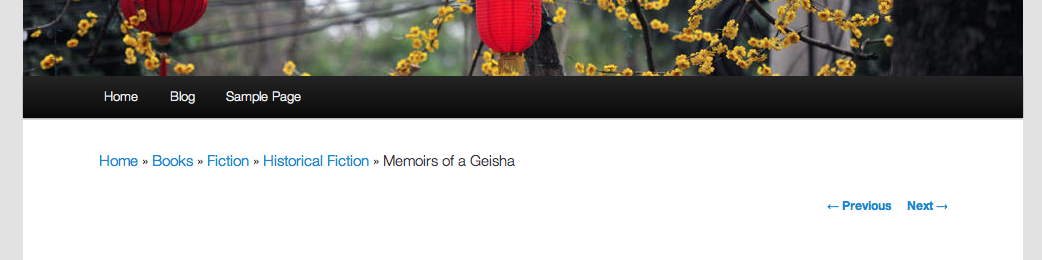 Home Blog Sample Page
Home » Books » Fiction » Historical Fiction » Memoirs of a Geisha
← Previous Next →